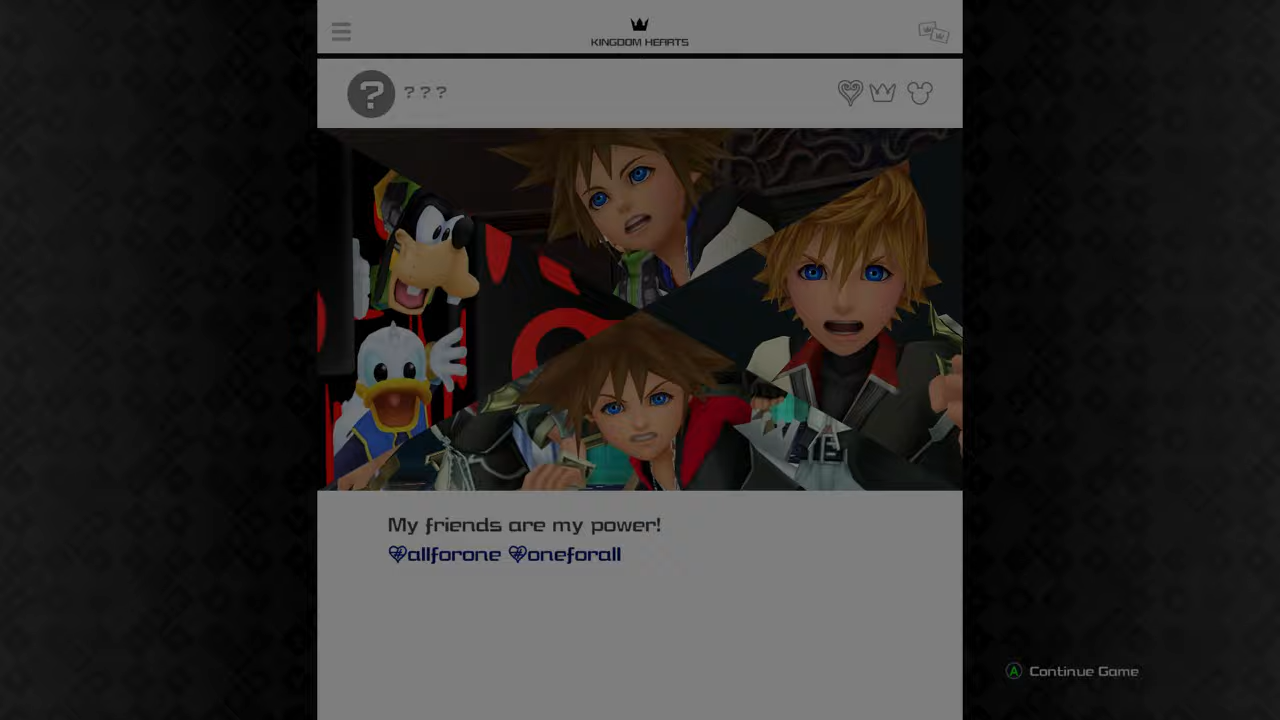 KINGDOM HEARTS
? ? ? ?
My friends are my power!
#allforone #oneforall
A Continue Game